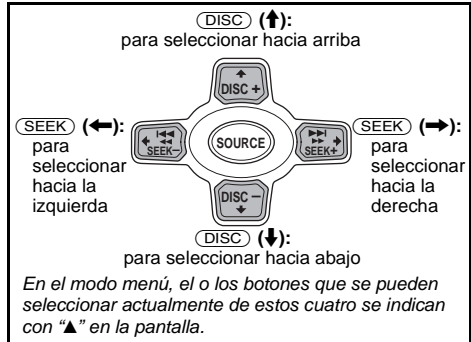 DISC (↑):
para seleccionar hacia arriba
DISC +
SEEK (←):
para
seleccionar
hacia la
izquierda
SEEK−
SOURCE
SEEK+
SEEK (→):
para
seleccionar
hacia la
derecha
DISC −
DISC (↓):
para seleccionar hacia abajo
En el modo menú, el o los botones que se pueden
seleccionar actualmente de estos cuatro se indican
con “▲” en la pantalla.